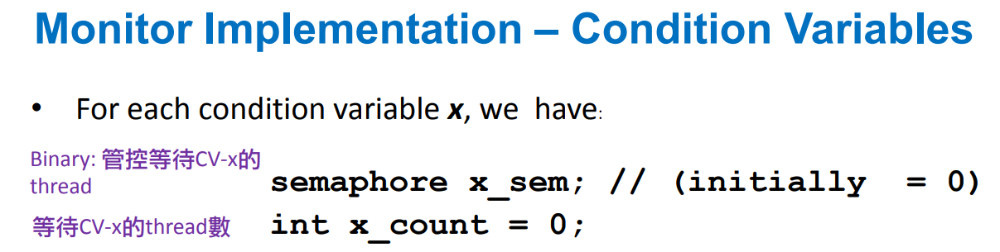 Monitor Implementation – Condition Variables
• For each condition variable x, we have:
Binary: 管控等待CV-x的
thread
semaphore x_sem; // (initially = 0)
等待CV-x的thread數
int x_count = 0;